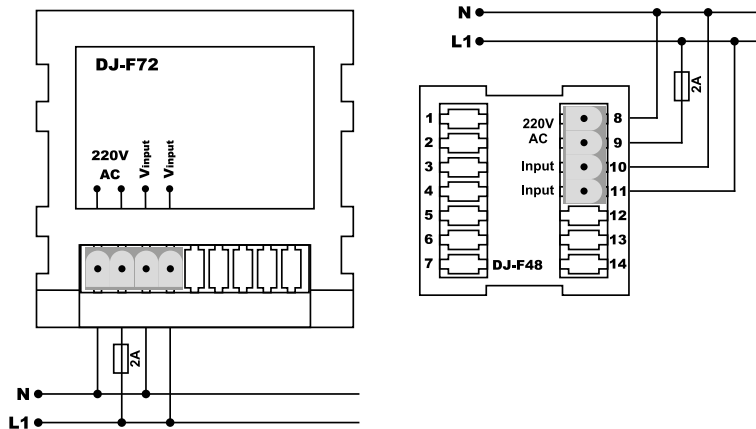 DJ-F72
220V
AC
Vinput
Vinput
2A
N
L1
N
L1
2A
1
2
3
4
5
6
7
220V
AC
Input
Input
8
9
10
11
12
13
14
DJ-F48